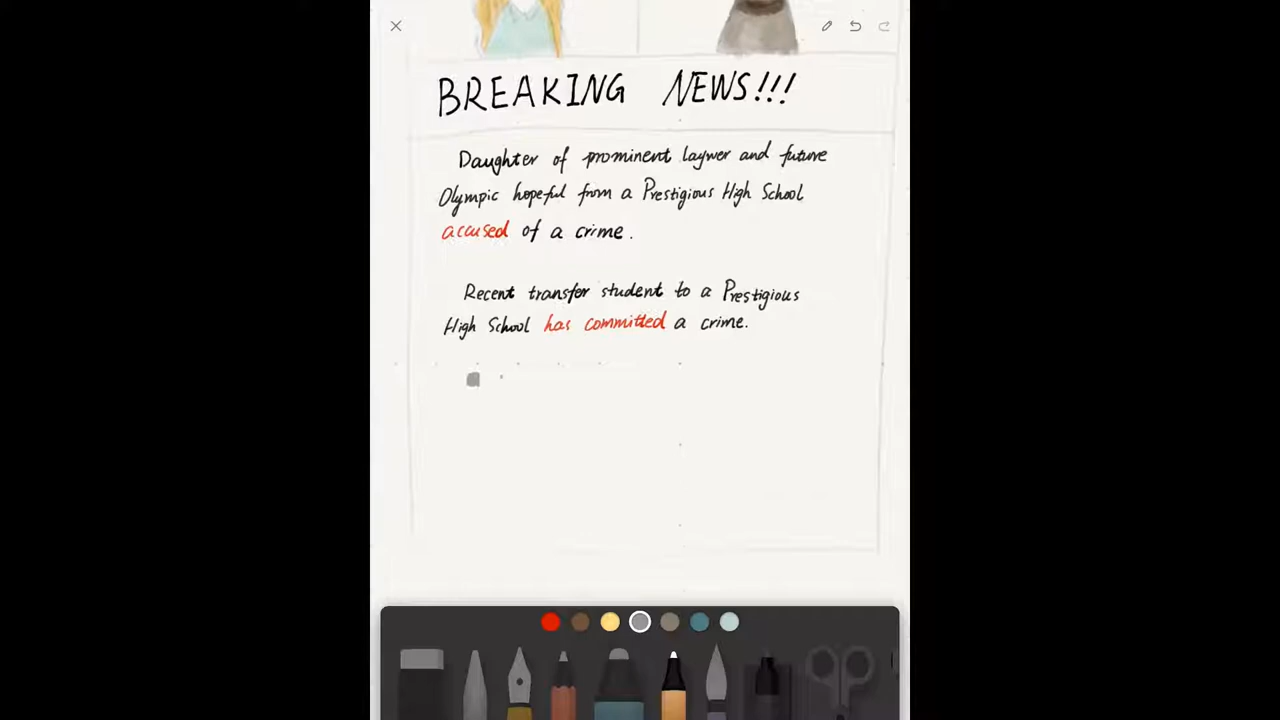 BREAKING NEWS!!!
Daughter of prominent laywer and future
Olympic hopeful from a Prestigious High School
accused of a crime.
Recent transfer student to a Prestigious
High School has committed a crime.